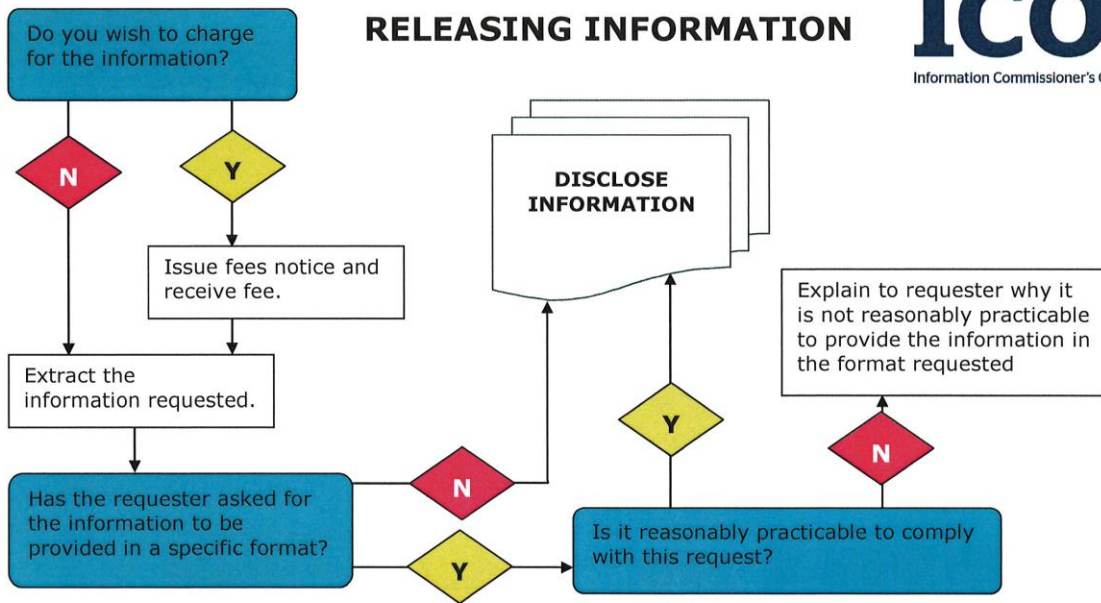 RELEASING INFORMATION
ico
Information Commissioner's
Do you wish to charge
for the information?
N
Y
DISCLOSE
INFORMATION
Issue fees notice and
receive fee.
Explain to requester why it
is not reasonably practicable
to provide the information in
the format requested
Extract the
information requested.
Y
N
N
Has the requester asked for
the information to be
provided in a specific format?
Is it reasonably practicable to comply
with this request?
Y